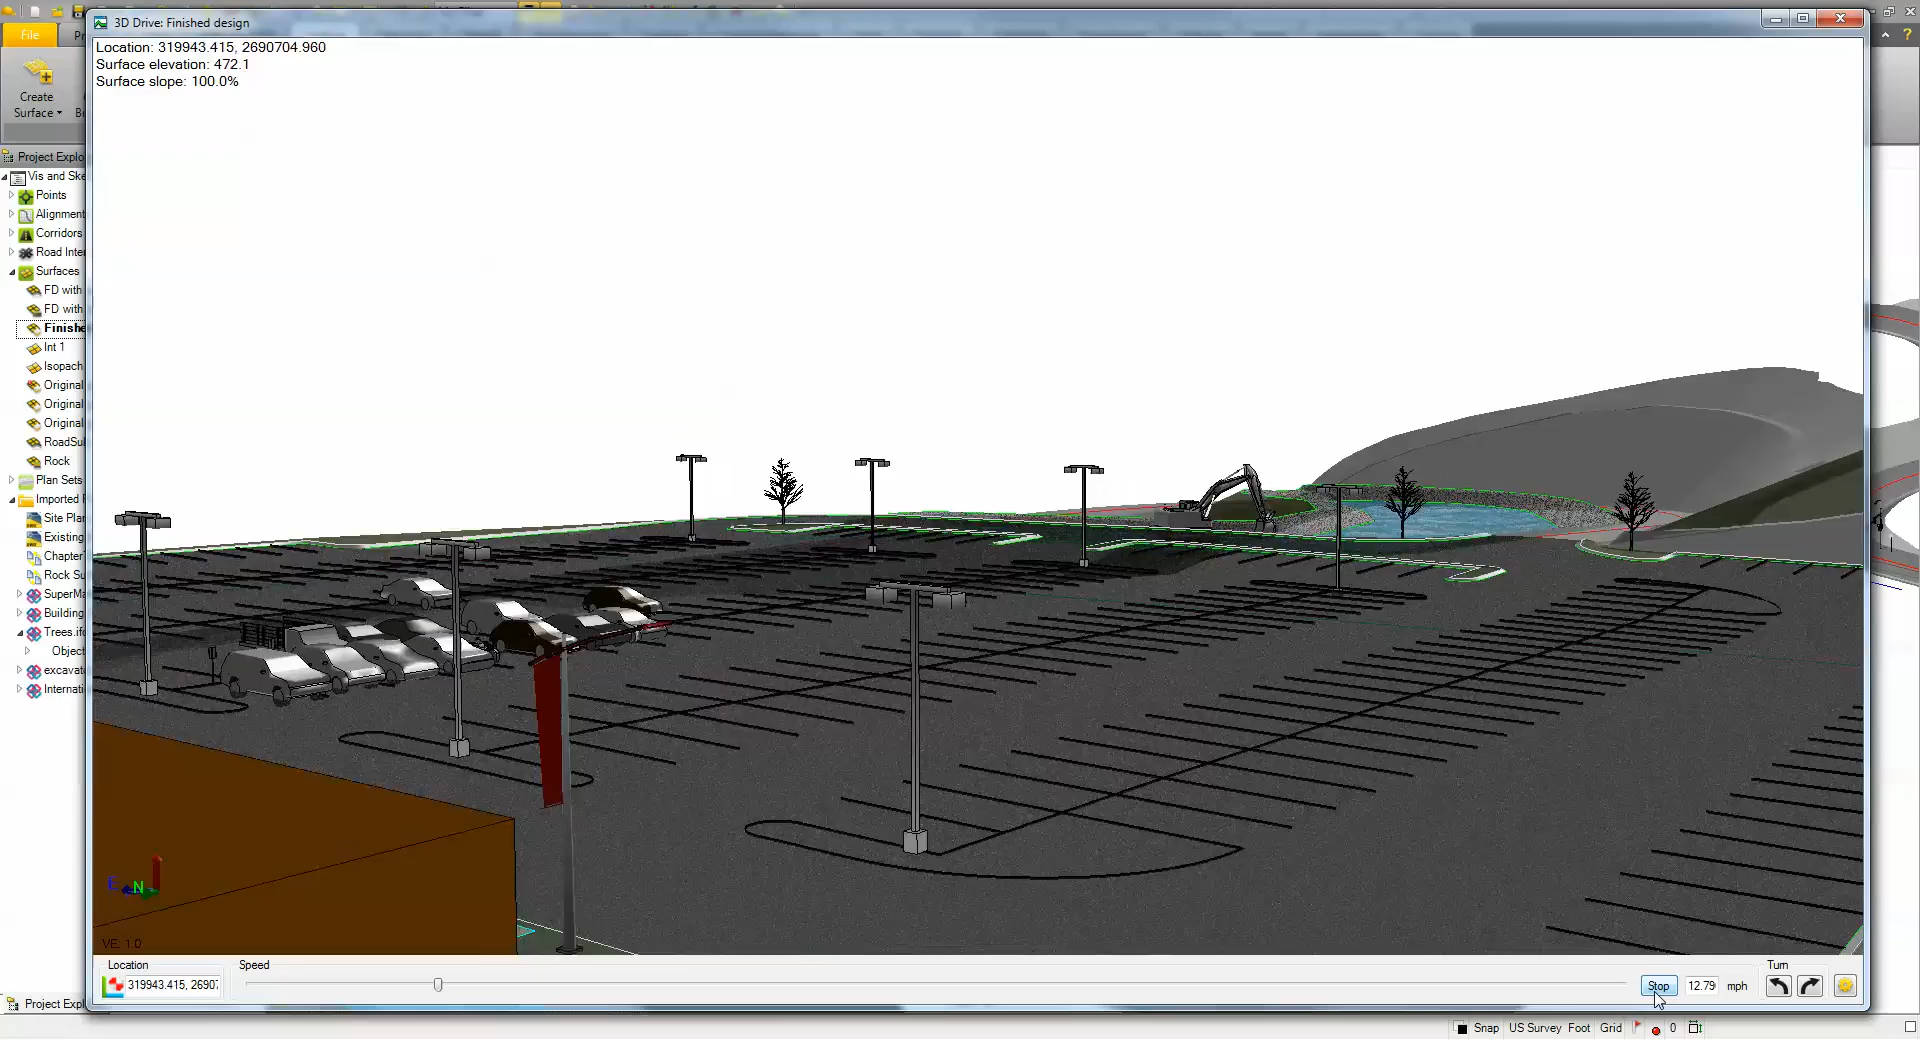 3D Drive: Finished design
File
Location: 319943.415, 2690704.960
Surface elevation: 472.1
Surface slope: 100.0%
Create
Surface
Project Explo
Vis and Ske
Points
Alignment
Corridors
Road Inte
Surfaces
FD with
FD with
Finishe
Int 1
Isopach
Original
Original
Original
RoadSu
Rock
Plan Sets
Imported
Site Plan
Existing
Chapter
Rock Su
SuperMa
Building
Trees.ifc
Object
excavat
Internati
E N
VE: 1.0
Location
319943.415, 2690
Speed
Stop
12.79
mph
Turn
Project Expl
Snap
US Survey Foot
Grid
0